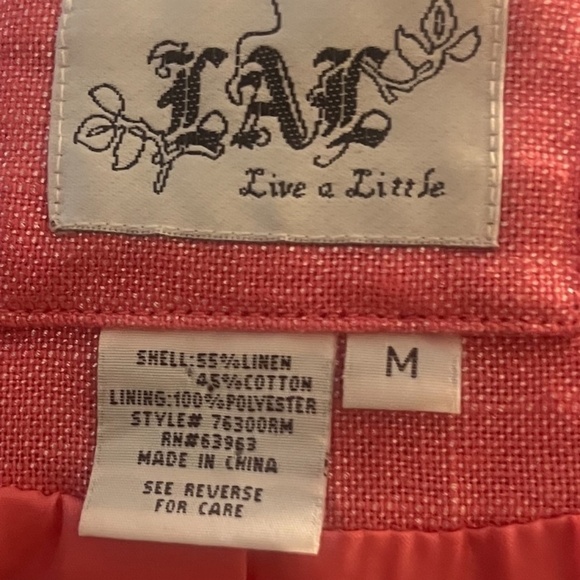 LAL
Live a Little
SHELL:55%LINEN
45%COTTON
LINING:100%POLYESTER
STYLE# 76300RM
RN#63963
MADE IN CHINA
SEE REVERSE
FOR CARE
M